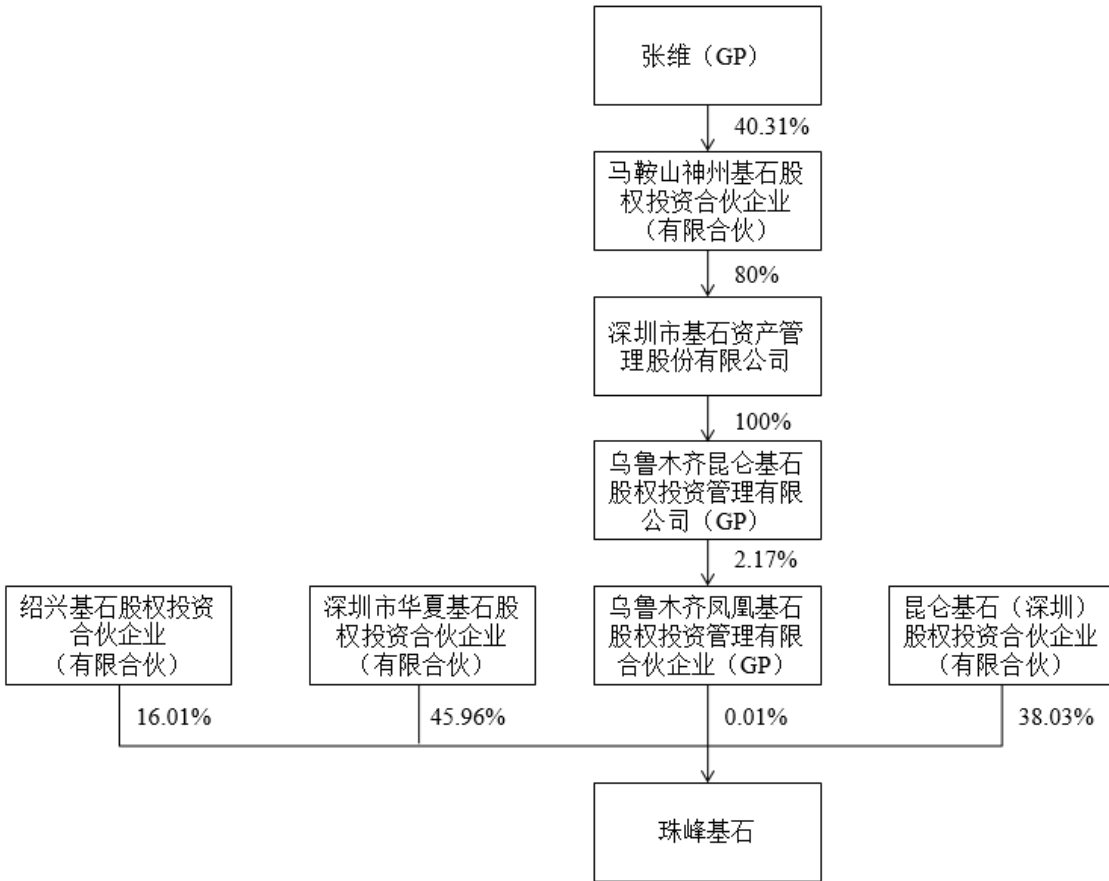 张维（GP）
40.31%
马鞍山神州基石股
权投资合伙企业
（有限合伙）
80%
深圳市基石资产管
理股份有限公司
100%
乌鲁木齐昆仑基石
股权投资管理有限
公司（GP）
2.17%
绍兴基石股权投资
合伙企业
（有限合伙）
深圳市华夏基石股
权投资合伙企业
（有限合伙）
乌鲁木齐凤凰基石
股权投资管理有限
合伙企业（GP）
昆仑基石（深圳）
股权投资合伙企业
（有限合伙）
16.01%
45.96%
0.01%
38.03%
珠峰基石